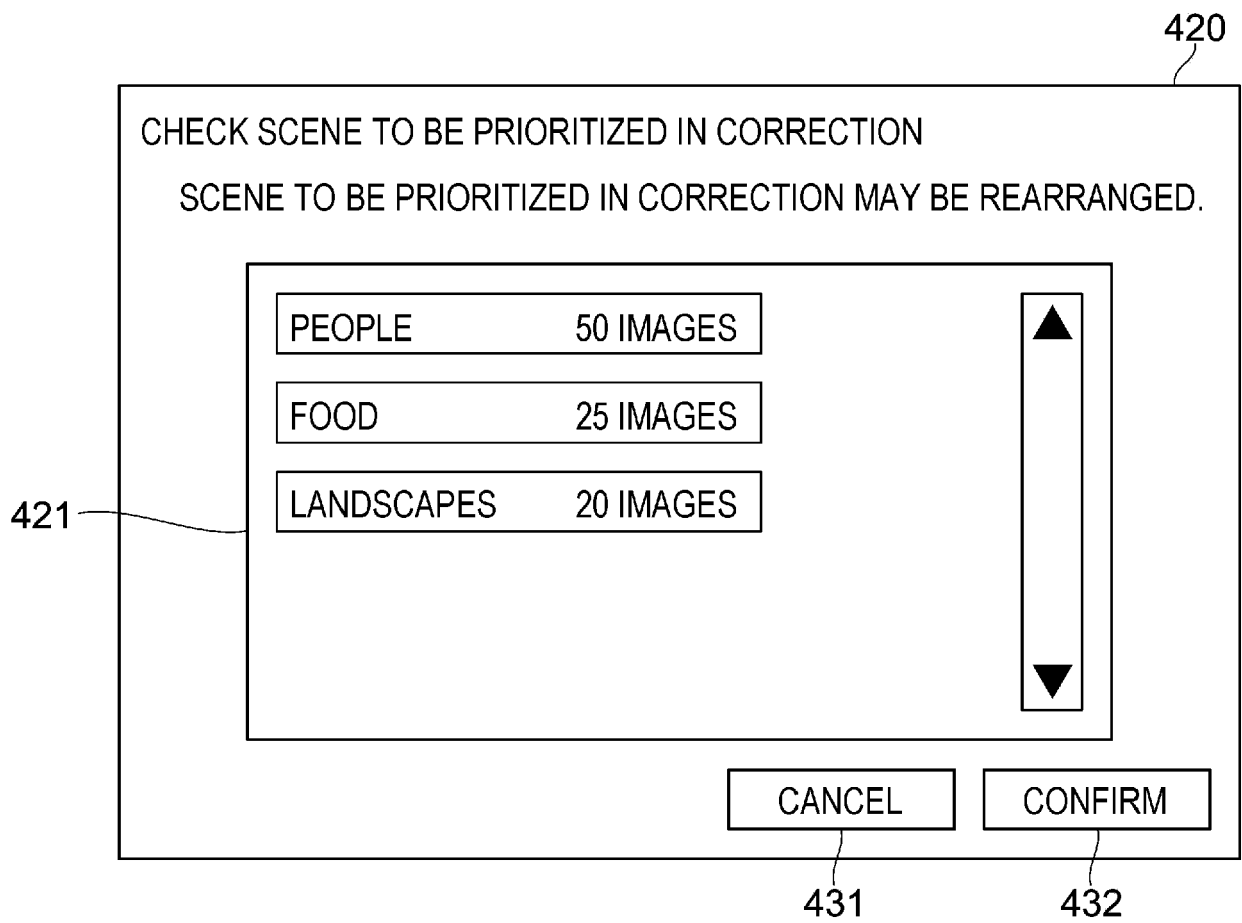 420
CHECK SCENE TO BE PRIORITIZED IN CORRECTION
SCENE TO BE PRIORITIZED IN CORRECTION MAY BE REARRANGED.
PEOPLE 50 IMAGES
FOOD 25 IMAGES
LANDSCAPES 20 IMAGES
421
CANCEL CONFIRM
431 432